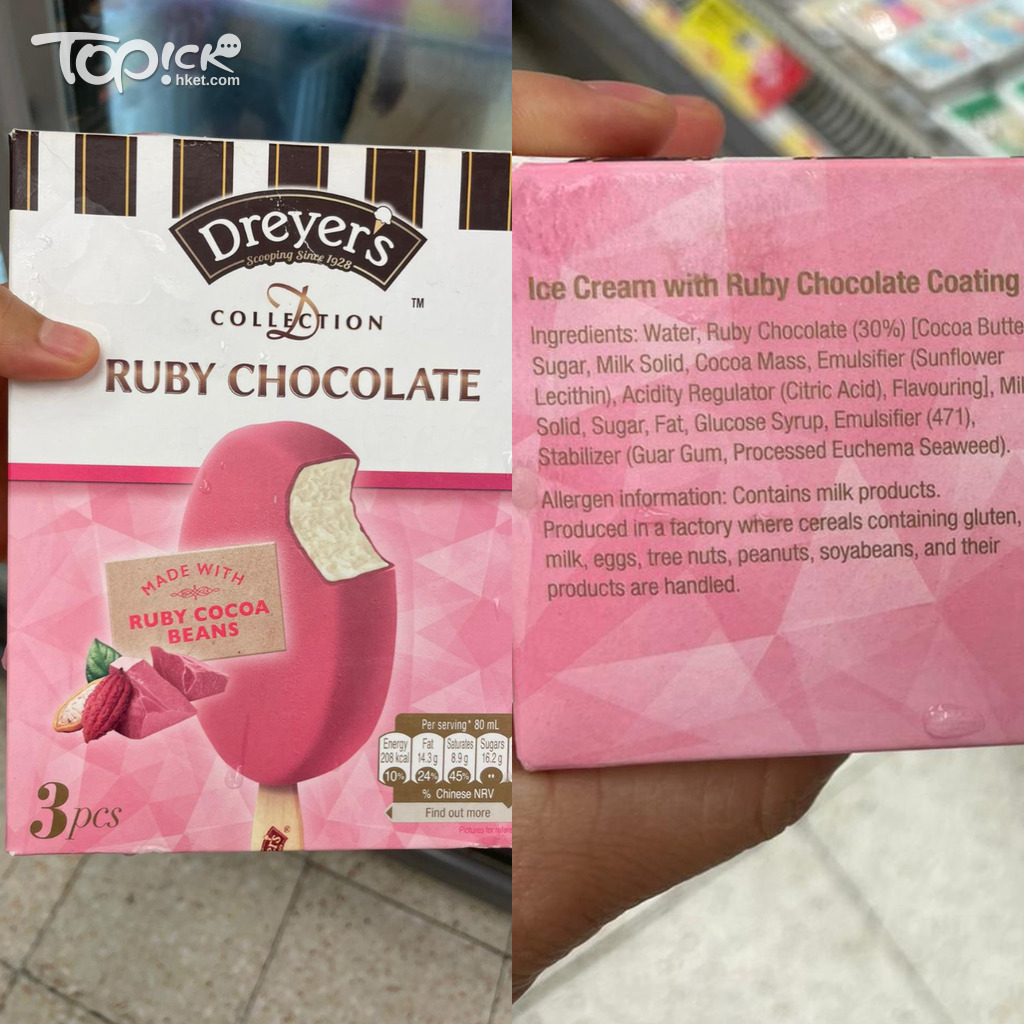 TOPiCK
hket.com
Dreyer's
Scooping Since 1928
D
COLLECTION
TM
RUBY CHOCOLATE
MADE WITH
RUBY COCOA
BEANS
Per serving* 80 mL
Energy Fat Saturates Sugars
208 kcal 14.3 g 8.9 g 16.2 g
10% 24% 45% **
% Chinese NRV
Find out more
3pcs
Pictures for
Ice Cream with Ruby Chocolate Coating
Ingredients: Water, Ruby Chocolate (30%) [Cocoa Butte
Sugar, Milk Solid, Cocoa Mass, Emulsifier (Sunflower
Lecithin), Acidity Regulator (Citric Acid), Flavouring], Mil
Solid, Sugar, Fat, Glucose Syrup, Emulsifier (471),
Stabilizer (Guar Gum, Processed Euchema Seaweed).
Allergen information: Contains milk products.
Produced in a factory where cereals containing gluten,
milk, eggs, tree nuts, peanuts, soyabeans, and their
products are handled.